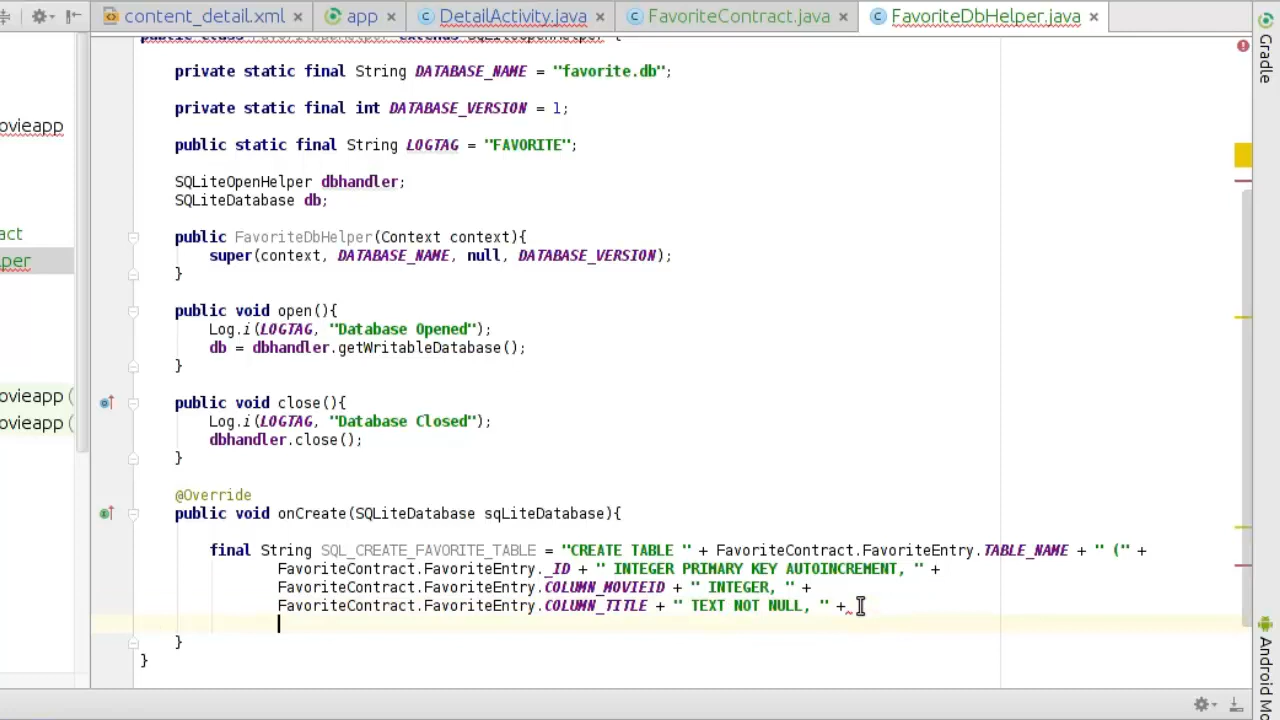 content_detail.xml
app
DetailActivity.java
FavoriteContract.java
FavoriteDbHelper.java
private static final String DATABASE_NAME = "favorite.db";
private static final int DATABASE_VERSION = 1;
public static final String LOGTAG = "FAVORITE";
SQLiteOpenHelper dbhandler;
SQLiteDatabase db;
public FavoriteDbHelper(Context context){
super(context, DATABASE_NAME, null, DATABASE_VERSION);
}
public void open(){
Log.i(LOGTAG, "Database Opened");
db = dbhandler.getWritableDatabase();
}
public void close(){
Log.i(LOGTAG, "Database Closed");
dbhandler.close();
}
@Override
public void onCreate(SQLiteDatabase sqLiteDatabase){
final String SQL_CREATE_FAVORITE_TABLE = "CREATE TABLE " + FavoriteContract.FavoriteEntry.TABLE_NAME + " (" +
FavoriteContract.FavoriteEntry._ID + " INTEGER PRIMARY KEY AUTOINCREMENT, " +
FavoriteContract.FavoriteEntry.COLUMN_MOVIEID + " INTEGER, " +
FavoriteContract.FavoriteEntry.COLUMN_TITLE + " TEXT NOT NULL, " +
}
}
ovieapp
act
per
ovieapp (
ovieapp (
Gradle
Android Mo